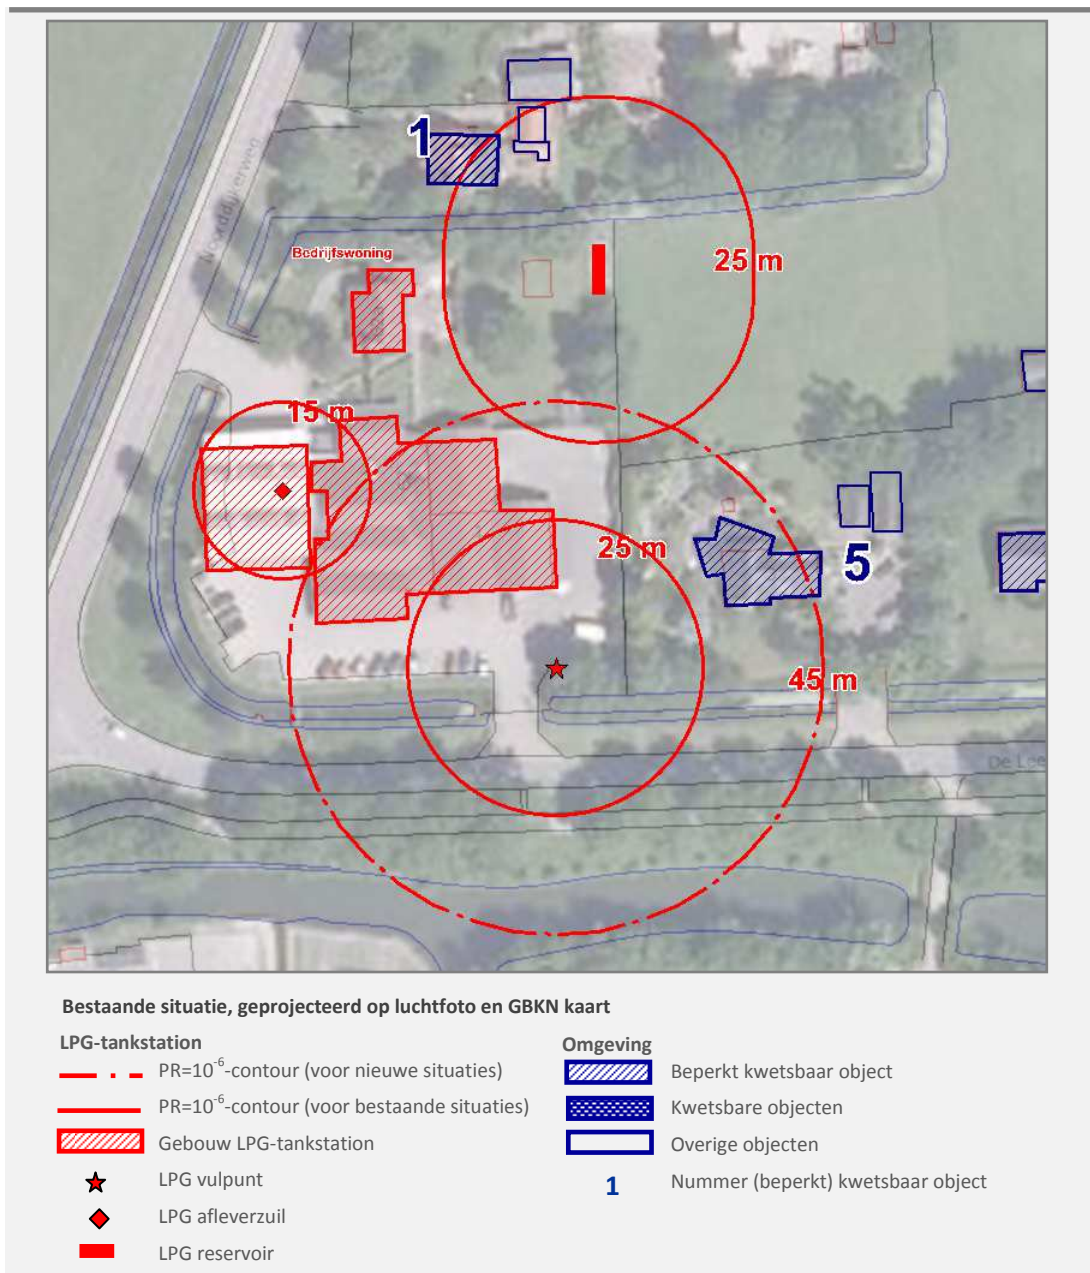 Noordduinerweg
1
Bedrijfswoning
25 m
15 m
25 m
5
45 m
De Lee
Bestaande situatie, geprojecteerd op luchtfoto en GBKN kaart
LPG-tankstation
PR=10-6-contour (voor nieuwe situaties)
PR=10-6-contour (voor bestaande situaties)
Gebouw LPG-tankstation
LPG vulpunt
LPG afleverzuil
LPG reservoir
Omgeving
Beperkt kwetsbaar object
Kwetsbare objecten
Overige objecten
1 Nummer (beperkt) kwetsbaar object